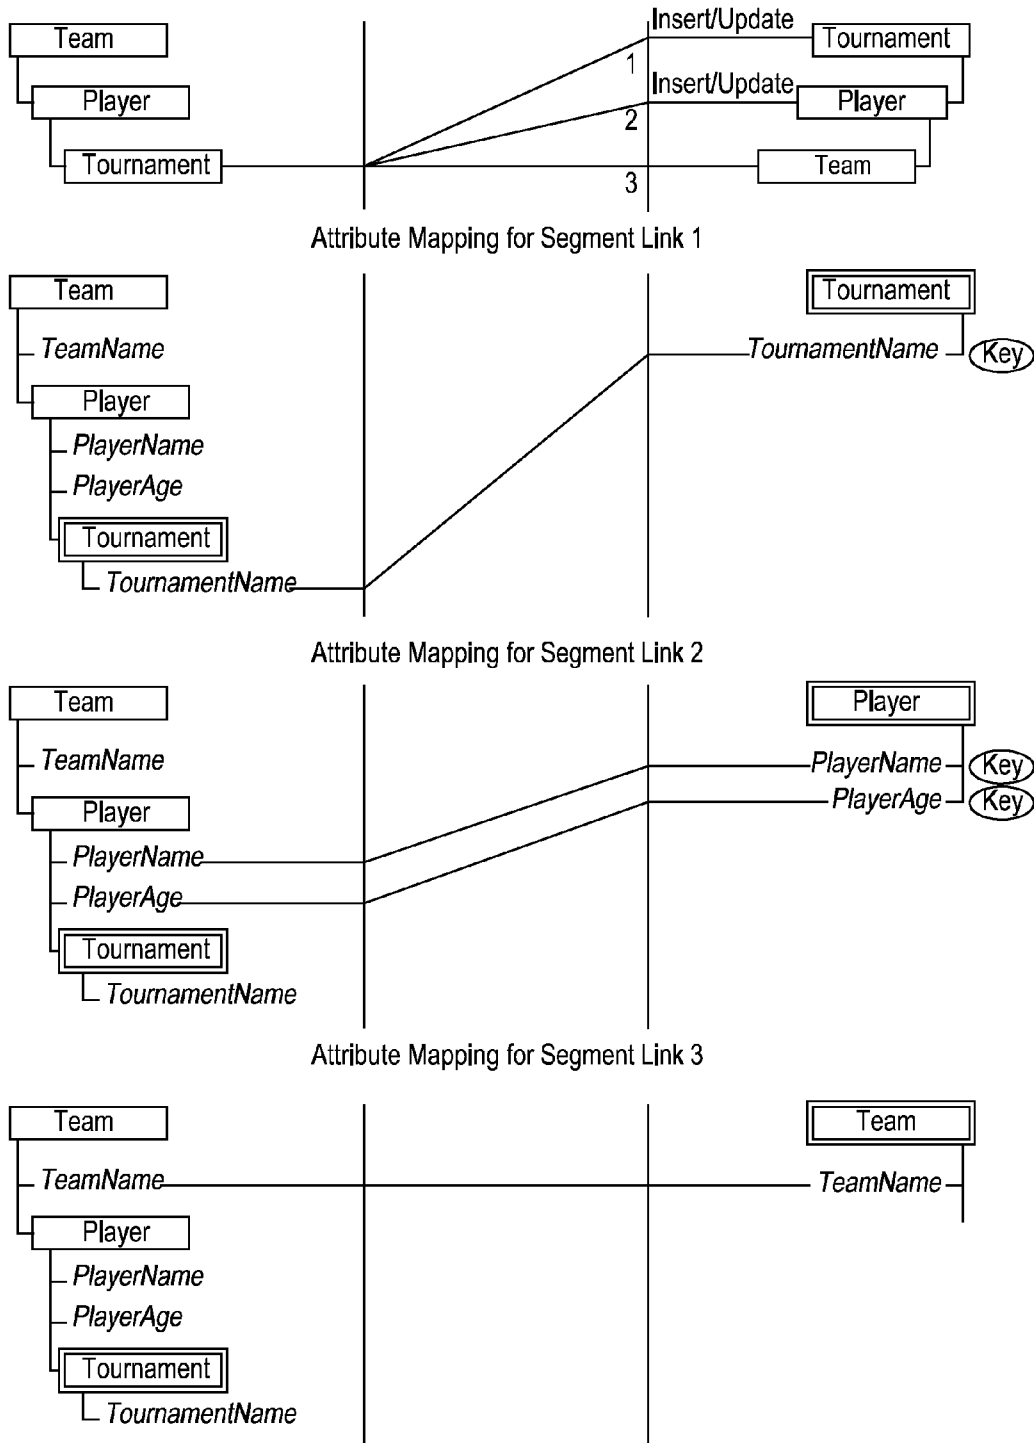 Insert/Update
Team Tournament
1
Insert/Update
Player Player
2
Tournament Team
3
Attribute Mapping for Segment Link 1
Team Tournament
TeamName TournamentName Key
Player
PlayerName
PlayerAge
Tournament
TournamentName
Attribute Mapping for Segment Link 2
Team Player
TeamName PlayerName Key
Player PlayerAge Key
PlayerName
PlayerAge
Tournament
TournamentName
Attribute Mapping for Segment Link 3
Team Team
TeamName TeamName
Player
PlayerName
PlayerAge
Tournament
TournamentName